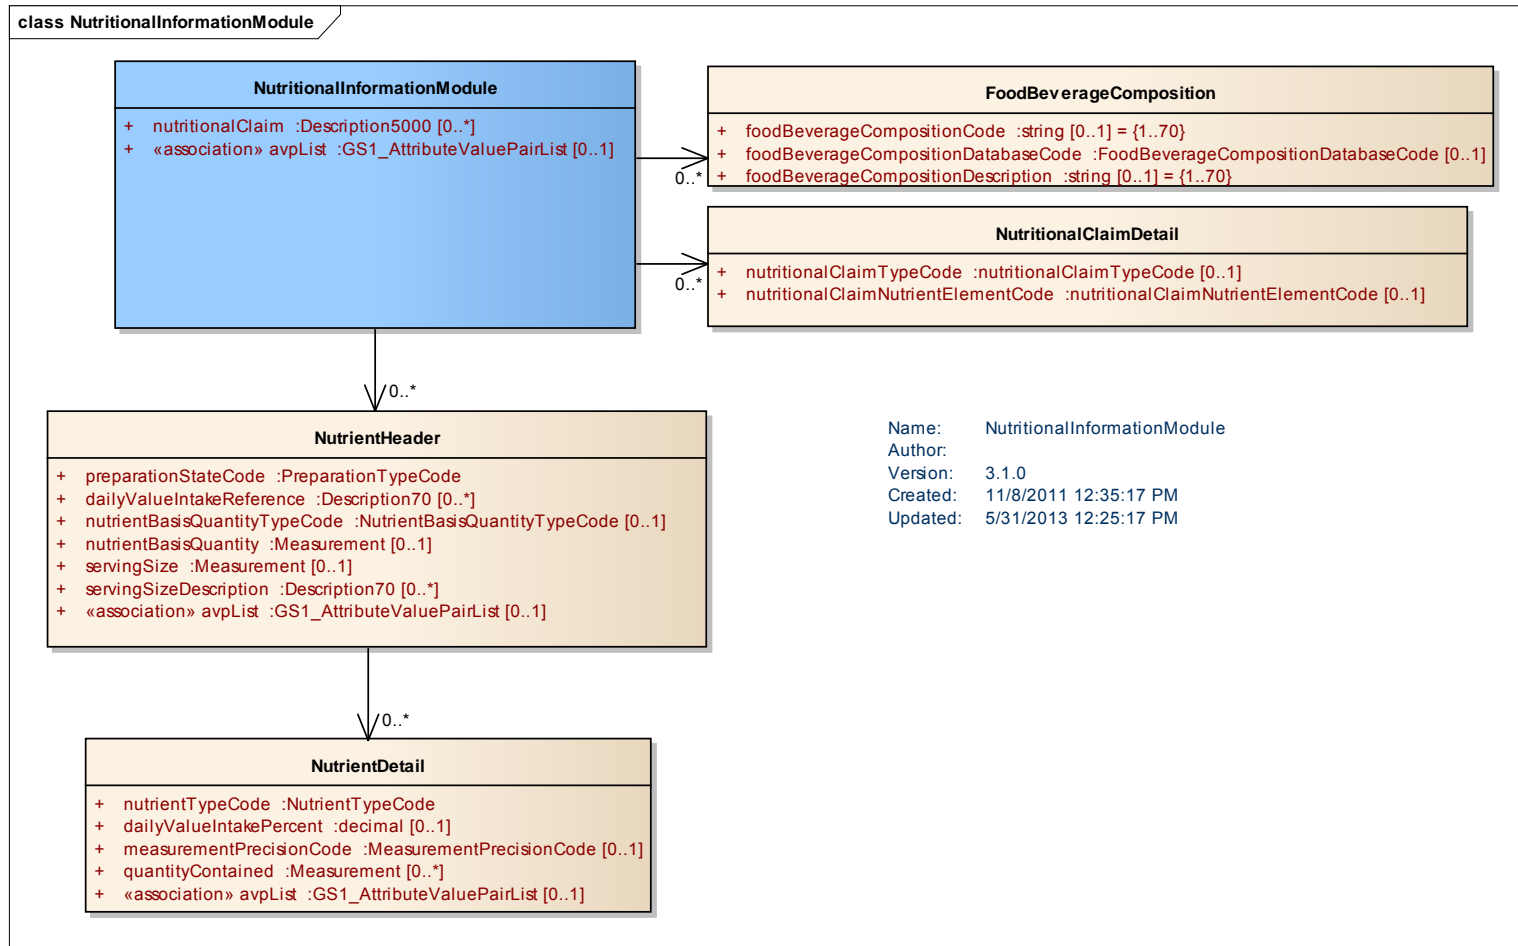 class NutritionalInformationModule
NutritionalInformationModule
+ nutritionalClaim :Description5000 [0..*]
+ «association» avpList :GS1_AttributeValuePairList [0..1]
0..*
FoodBeverageComposition
+ foodBeverageCompositionCode :string [0..1] = {1..70}
+ foodBeverageCompositionDatabaseCode :FoodBeverageCompositionDatabaseCode [0..1]
+ foodBeverageCompositionDescription :string [0..1] = {1..70}
0..*
NutritionalClaimDetail
+ nutritionalClaimTypeCode :nutritionalClaimTypeCode [0..1]
+ nutritionalClaimNutrientElementCode :nutritionalClaimNutrientElementCode [0..1]
0..*
NutrientHeader
+ preparationStateCode :PreparationTypeCode
+ dailyValueIntakeReference :Description70 [0..*]
+ nutrientBasisQuantityTypeCode :NutrientBasisQuantityTypeCode [0..1]
+ nutrientBasisQuantity :Measurement [0..1]
+ servingSize :Measurement [0..1]
+ servingSizeDescription :Description70 [0..*]
+ «association» avpList :GS1_AttributeValuePairList [0..1]
Name: NutritionalInformationModule
Author:
Version: 3.1.0
Created: 11/8/2011 12:35:17 PM
Updated: 5/31/2013 12:25:17 PM
0..*
NutrientDetail
+ nutrientTypeCode :NutrientTypeCode
+ dailyValueIntakePercent :decimal [0..1]
+ measurementPrecisionCode :MeasurementPrecisionCode [0..1]
+ quantityContained :Measurement [0..*]
+ «association» avpList :GS1_AttributeValuePairList [0..1]